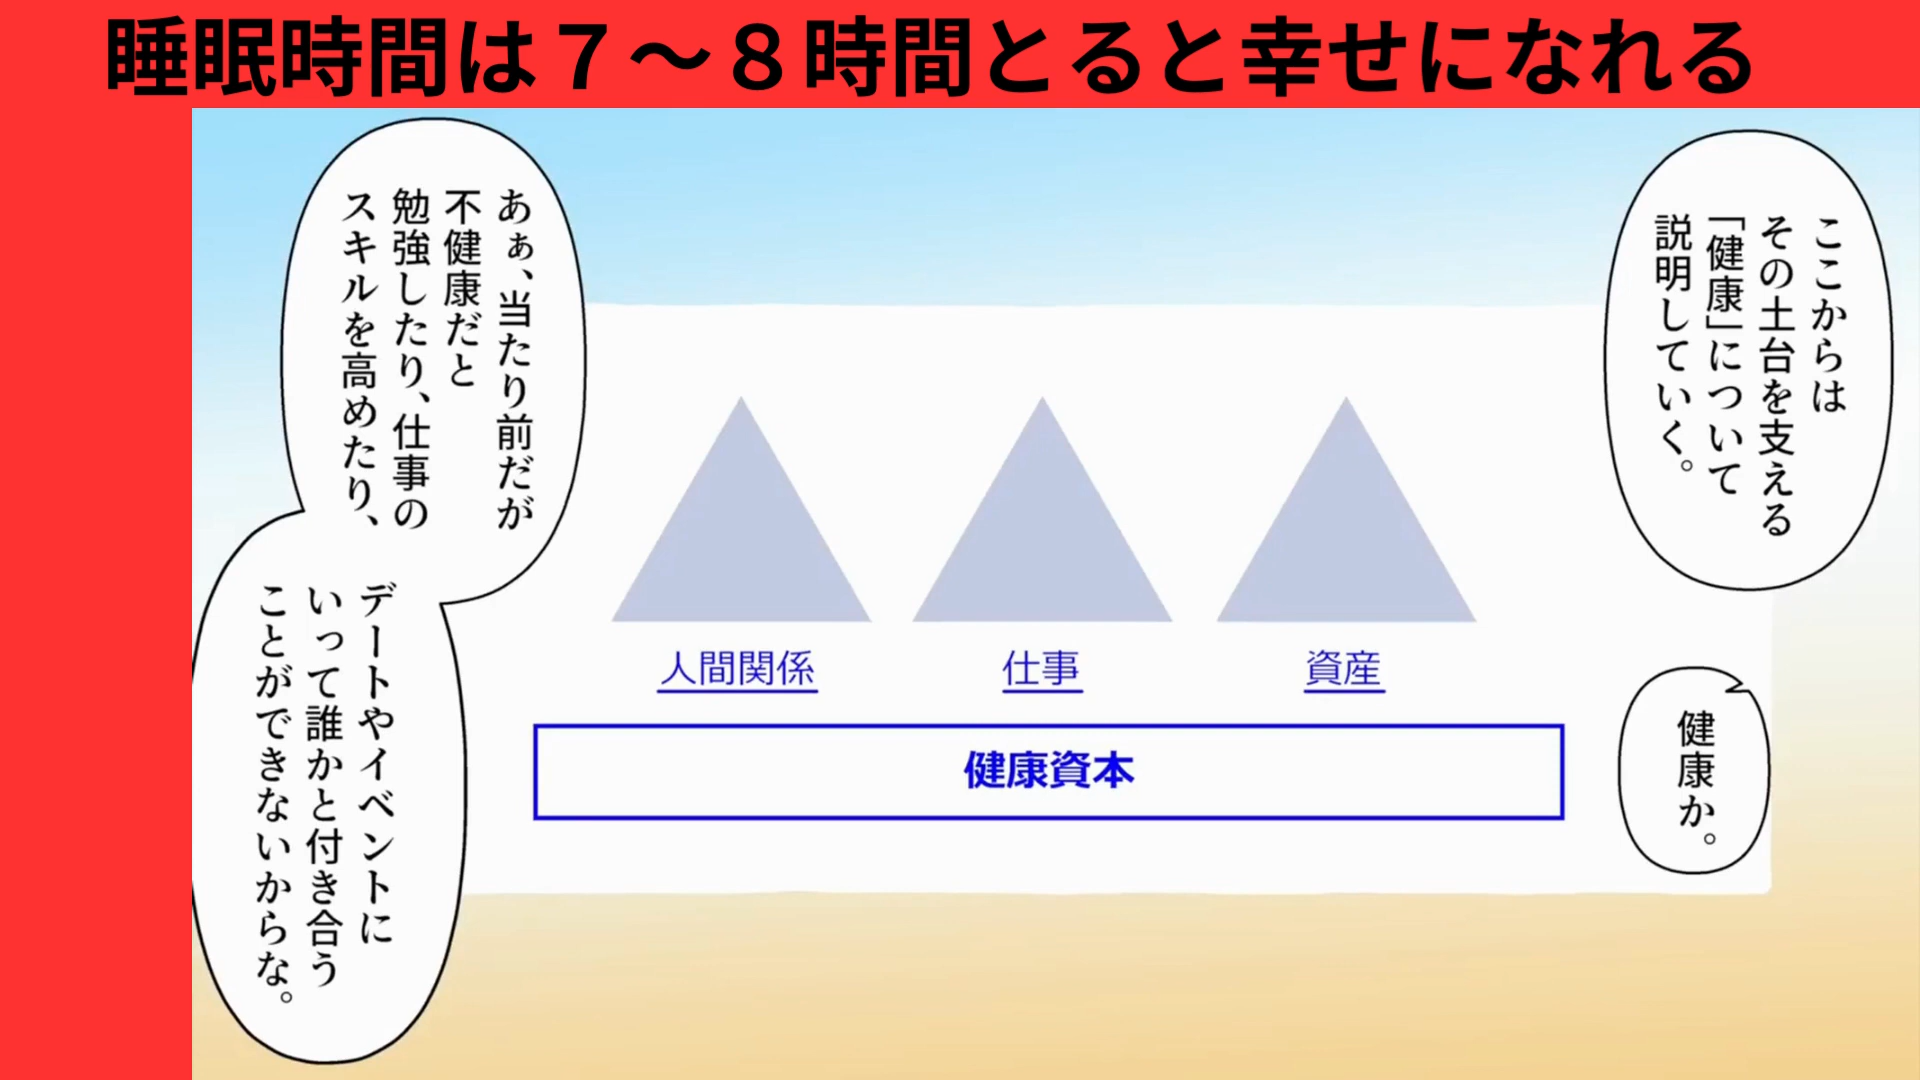 睡眠時間は７～８時間とると幸せになれる
ここからは
その土台を支える
「健康」について
説明していく。
健康か。
あぁ、当たり前だが
不健康だと
勉強したり、仕事の
スキルを高めたり、
デートやイベントに
いって誰かと付き合う
ことができないからな。
人間関係
仕事
資産
健康資本